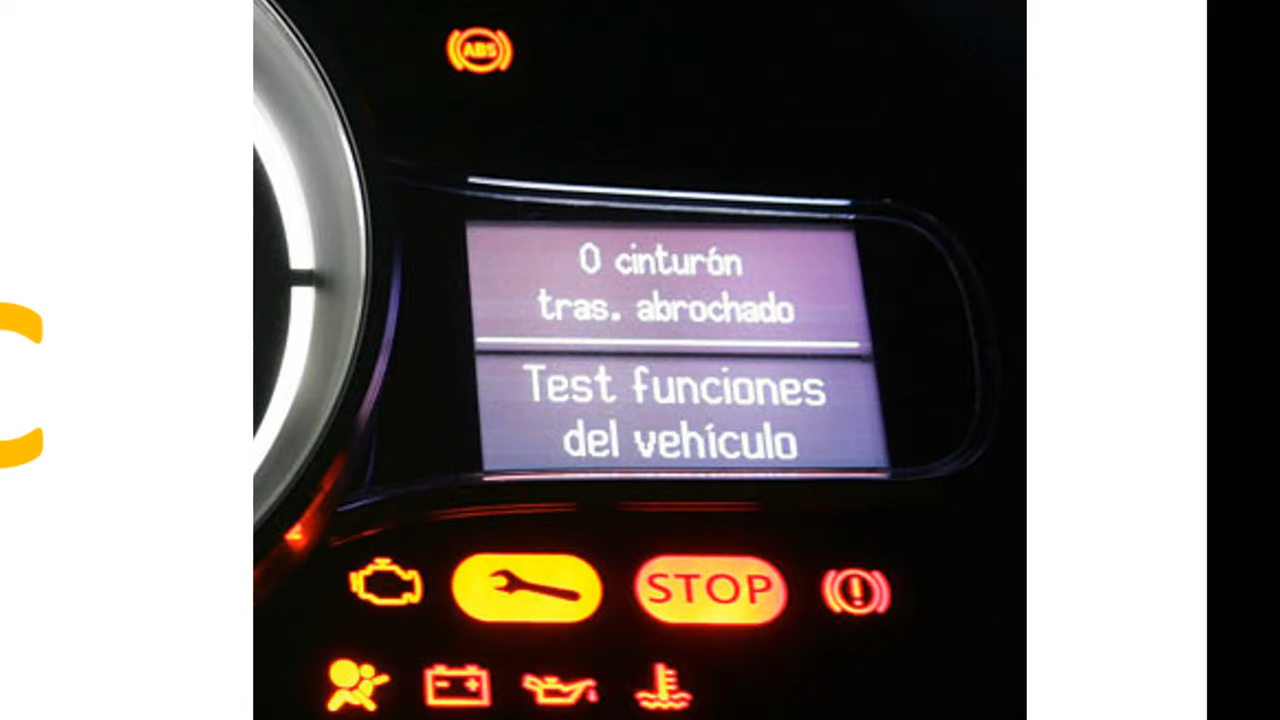 ABS
0 cinturón
tras. abrochado
Test funciones
del vehículo
STOP